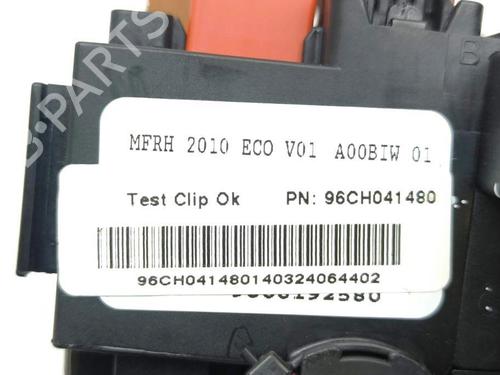 B-PARTS
B
MFRH 2010 ECO V01 A00BIW 01
Test Clip Ok PN: 96CH041480
96CH041480140324064402